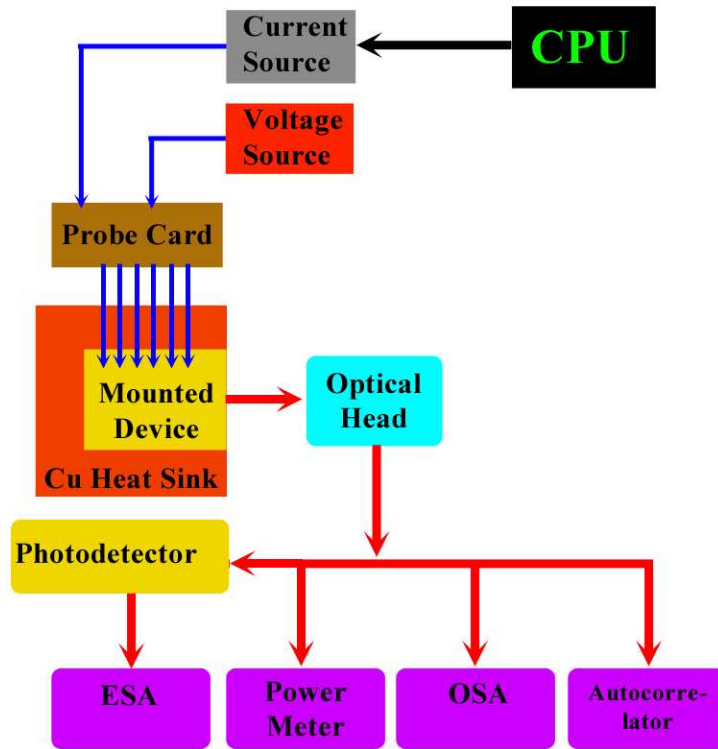 Current
Source
CPU
Voltage
Source
Probe Card
Mounted
Device
Cu Heat Sink
Optical
Head
Photodetector
ESA
Power
Meter
OSA
Autocorre-
lator